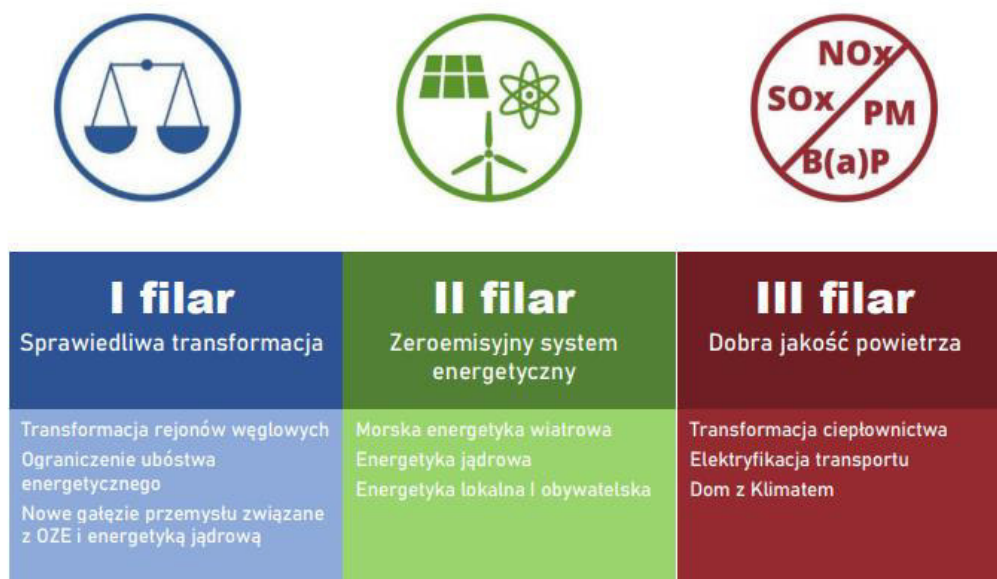 NOx
SOx
PM
B(a)P
I filar
Sprawiedliwa transformacja
Transformacja rejonów węglowych
Ograniczenie ubóstwa
energetycznego
Nowe gałęzie przemysłu związane
z OZE i energetyką jądrową
II filar
Zeroemisyjny system
energetyczny
Morska energetyka wiatrowa
Energetyka jądrowa
Energetyka lokalna I obywatelska
III filar
Dobra jakość powietrza
Transformacja ciepłownictwa
Elektryfikacja transportu
Dom z Klimatem